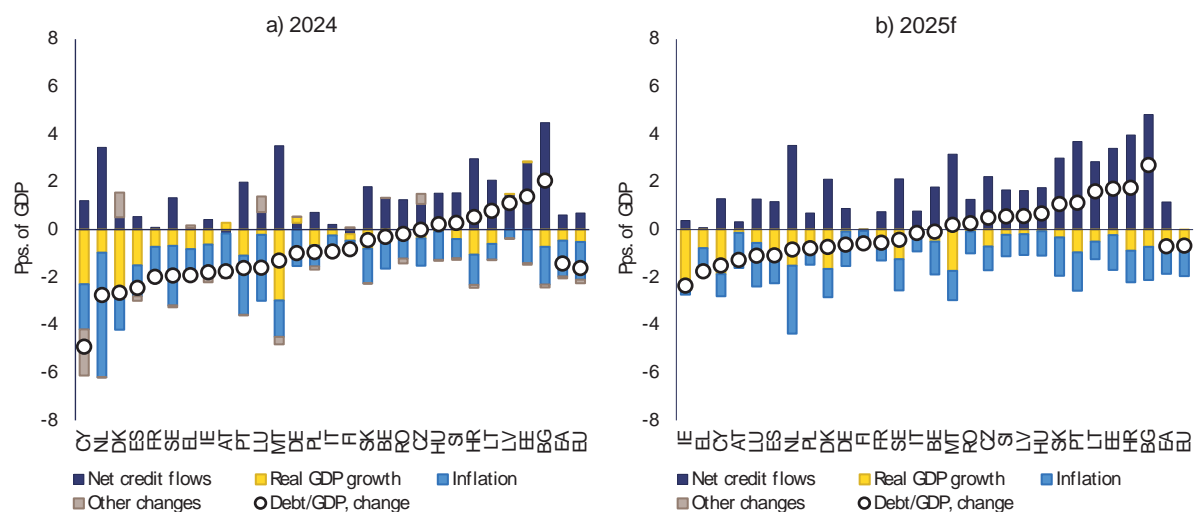 a) 2024
Pps. of GDP
8
6
4
2
0
-2
-4
-6
-8
CY NL DK ES FR SE EL IE AT PT LU MT DE PL IT FI SK BE RO CZ HU SI HR LT LV EE BG EA EU
Net credit flows Real GDP growth Inflation
Other changes Debt/GDP, change
b) 2025f
Pps. of GDP
8
6
4
2
0
-2
-4
-6
-8
IE EL CY AT LU ES NL PL DK DE FI FR SE IT BE MT RO CZ SI LV HU SK PT LT EE HR BG EA EU
Net credit flows Real GDP growth Inflation
Other changes Debt/GDP, change